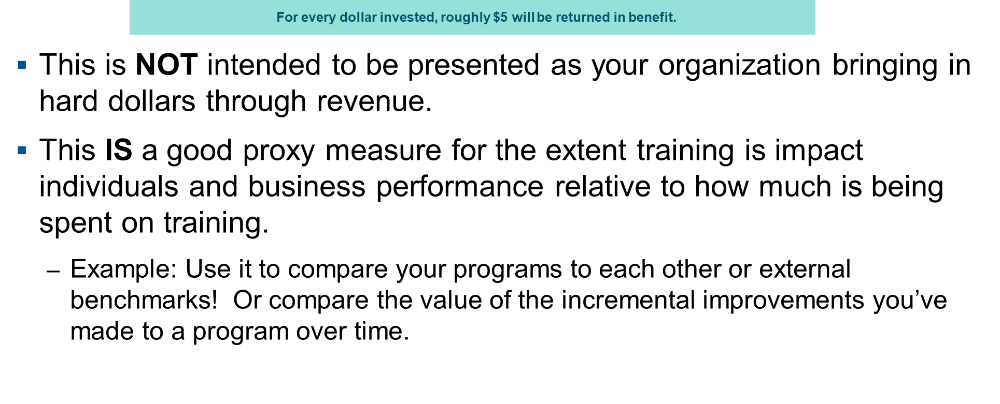 For every dollar invested, roughly $5 will be returned in benefit.
▪ This is NOT intended to be presented as your organization bringing in
hard dollars through revenue.
▪ This IS a good proxy measure for the extent training is impact
individuals and business performance relative to how much is being
spent on training.
– Example: Use it to compare your programs to each other or external
benchmarks!  Or compare the value of the incremental improvements you’ve
made to a program over time.